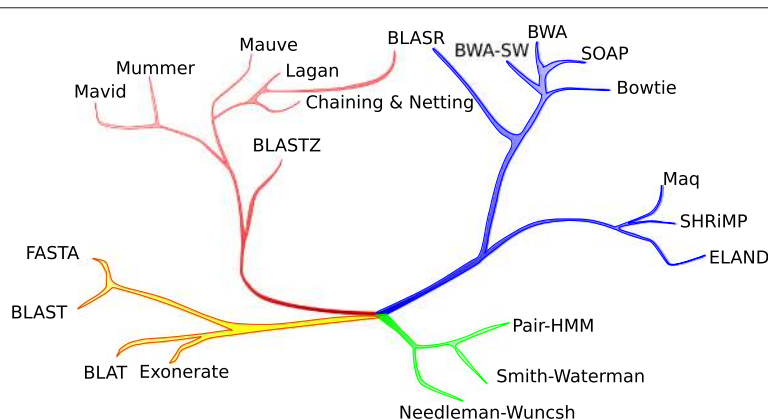 BWA
BLASR
BWA-SW
Mauve
SOAP
Mummer
Lagan
Mavid
Bowtie
Chaining & Netting
BLASTZ
Maq
SHRiMP
FASTA
ELAND
BLAST
Pair-HMM
BLAT
Exonerate
Smith-Waterman
Needleman-Wuncsh